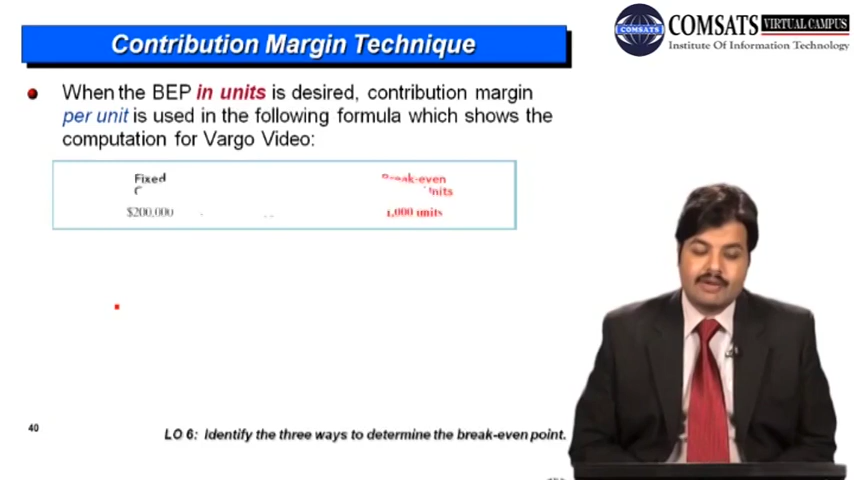 Contribution Margin Technique
COMSATS VIRTUAL CAMPUS
Institute Of Information Technology
COMSATS
When the BEP in units is desired, contribution margin
per unit is used in the following formula which shows the
computation for Vargo Video:
Fixed
Break-even
$200,000
1,000 units
40
LO 6: Identify the three ways to determine the break-even point.